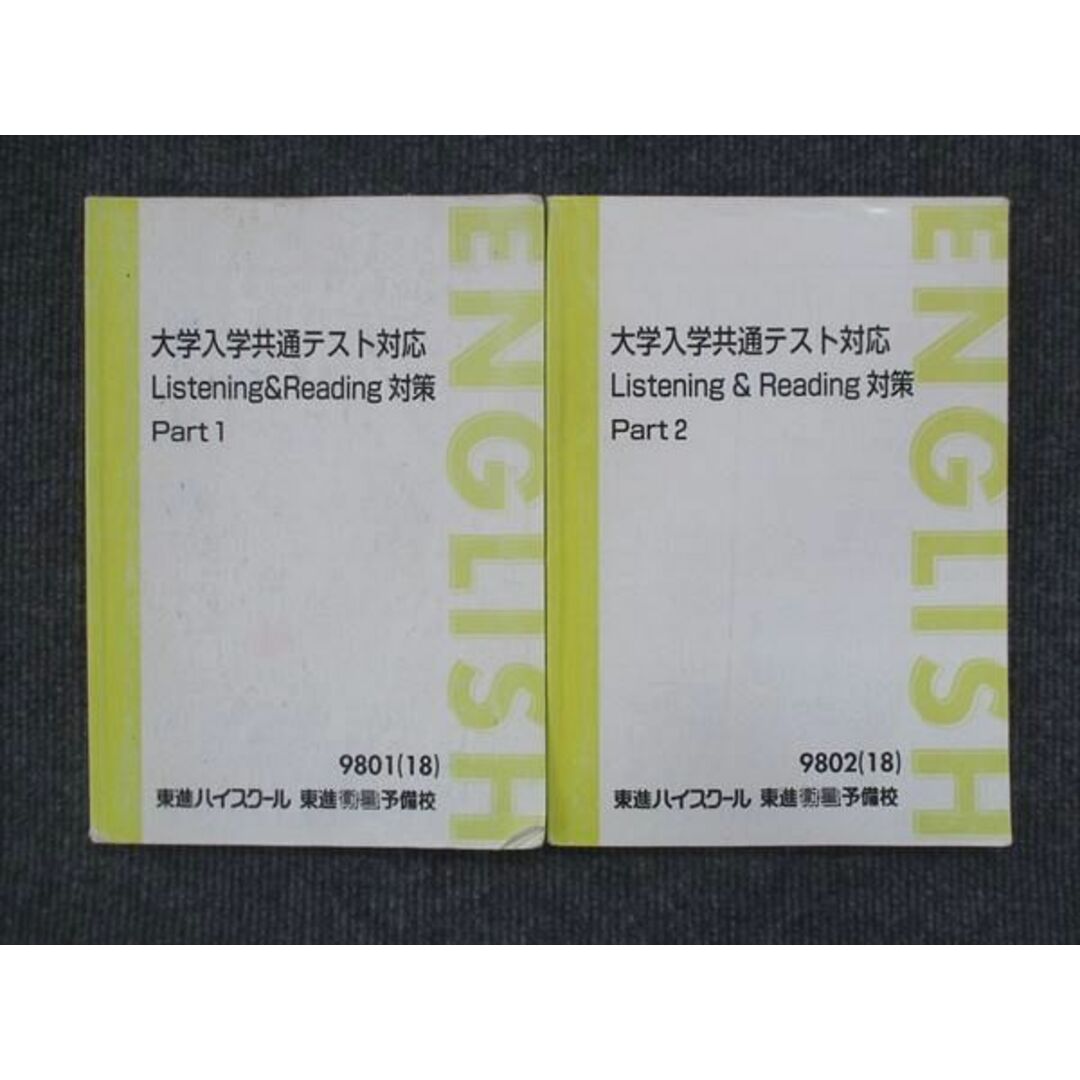 大学入学共通テスト対応
Listening&Reading 対策
Part 1
9801(18)
東進ハイスクール 東進衛星予備校
ENGLISH
大学入学共通テスト対応
Listening & Reading 対策
Part 2
9802(18)
東進ハイスクール 東進衛星予備校
ENGLISH